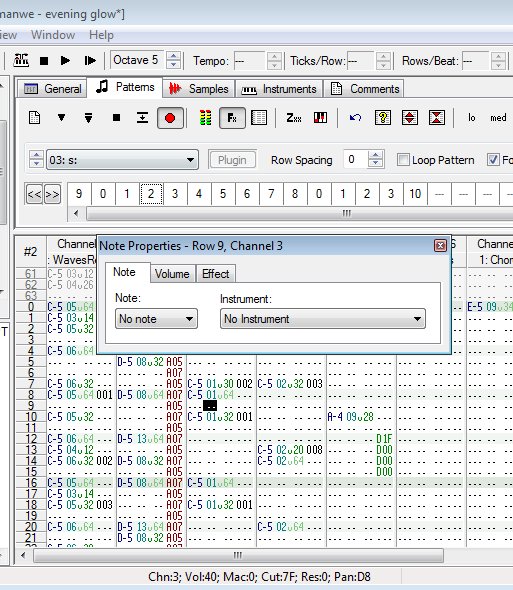 manwe - evening glow*]
iew Window Help
Octave 5 Tempo: --- Ticks/Row: --- Rows/Beat: ---
General Patterns Samples Instruments Comments
Fx Zxx lo med
03: s: Plugin Row Spacing 0 Loop Pattern Fo
<< >> 9 0 1 2 3 4 5 6 7 2 3 10 --- --- ---
Note Properties - Row 9, Channel 3
#2 Channel Chann
: WavesRe 1: Chor
Note Volume Effect
Note: Instrument:
No note No Instrument
61 C-5 03v12
62 C-5 04v26
63
0 C-5 05v64 E-5 09v34
1 C-5 03v14
2 C-5 05v32
3
4 C-5 06v64
5 D-5 08v32 A05
6 A05
7 C-5 06v32 A07 C-5 01v30 002 C-5 02v32 003
8 C-5 05v64 001 D-5 08v64 A07 C-5 01v64
9 A07
10 C-5 05v32 A07 C-5 01v32 001 A-4 09v28
11 A05
12 C-5 06v64 D-5 13v64 A07 D1F
13 C-5 04v12 A05 C-5 02v20 008 D00
14 C-5 06v32 002 D-5 08v32 A07 C-5 02v64 D00
15 A07 D00
16 C-5 05v64 D-5 08v64 A07 C-5 01v64
17 C-5 03v14 A07
18 C-5 05v32 003 A07 C-5 01v32 001
19 A05
20 C-5 06v64 D-5 13v64 A07 C-5 02v64
21 D-5 08v32 A05
Chn:3; Vol:40; Mac:0; Cut:7F; Res:0; Pan:D8